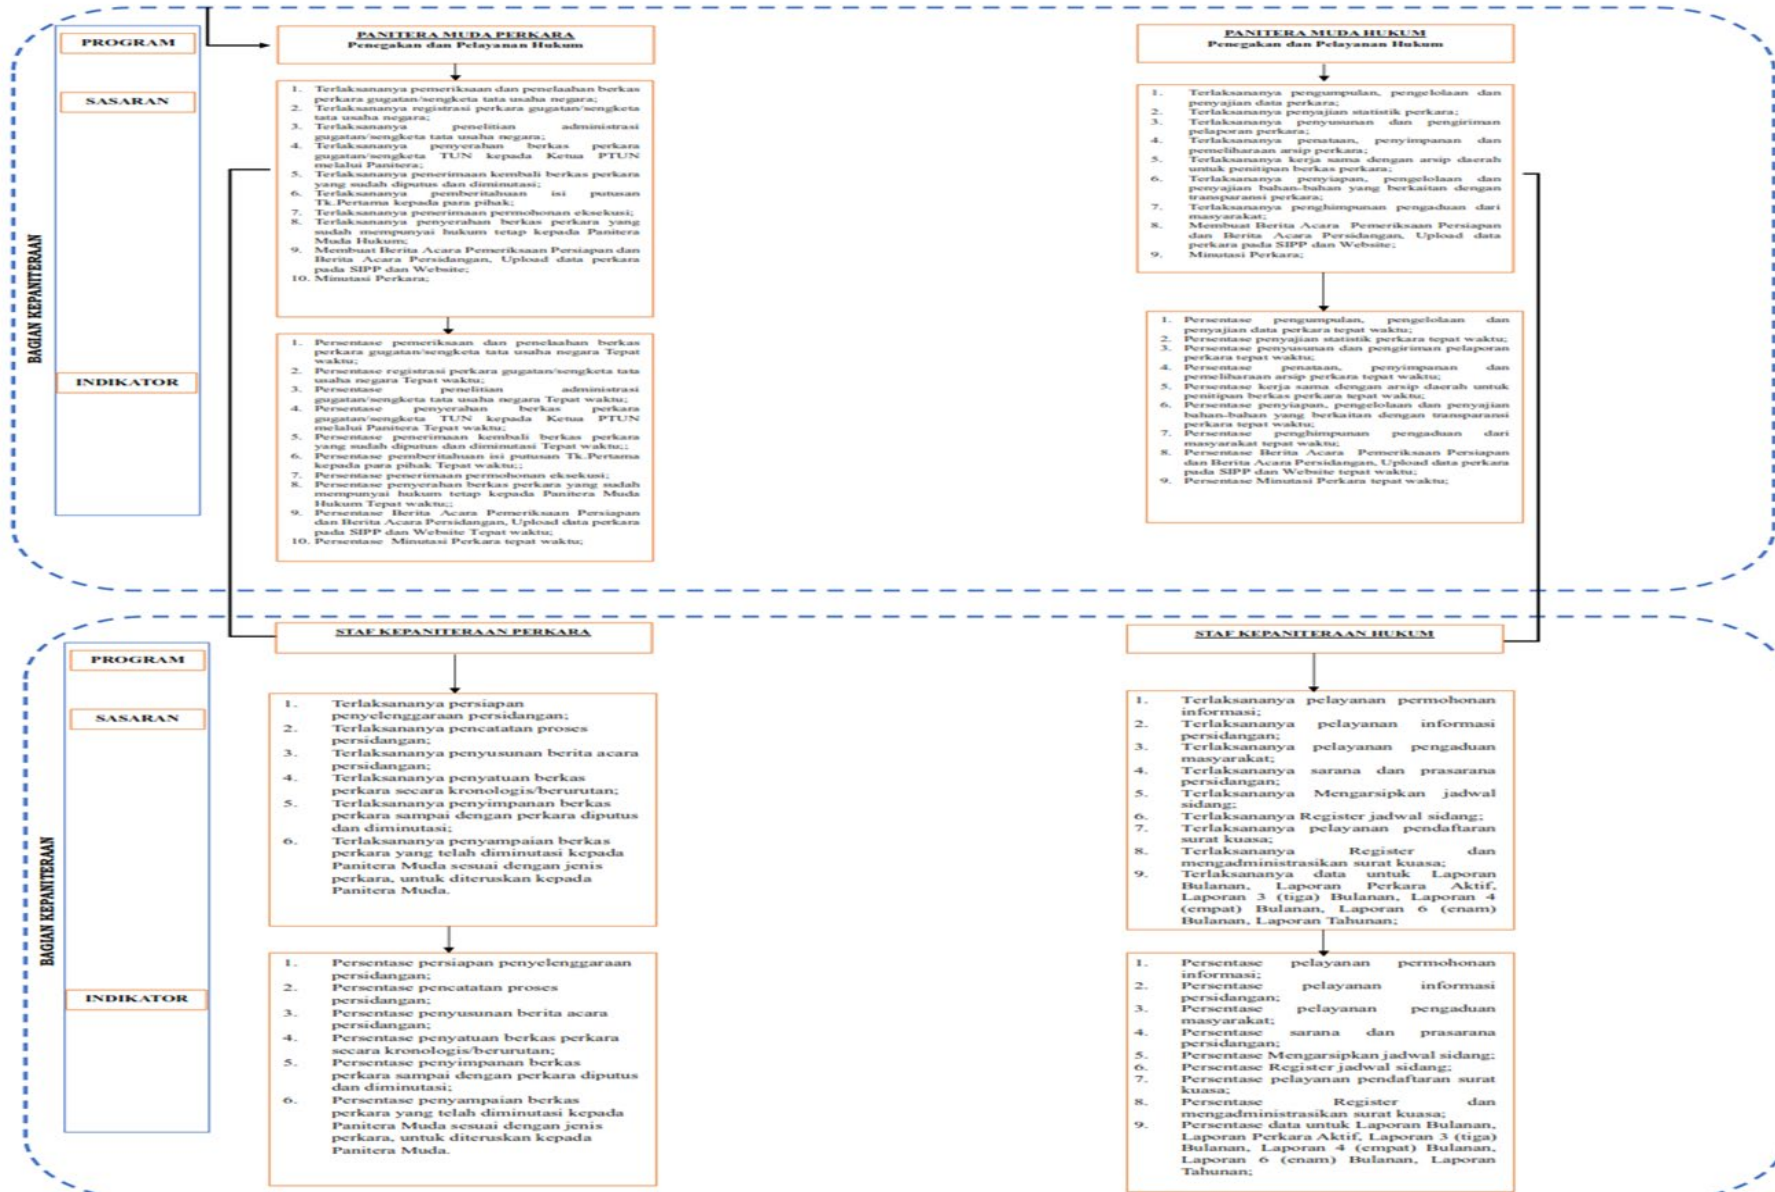 BAGIAN KEPANITERAAN
PROGRAM
SASARAN
INDIKATOR
PANITERA MUDA PERKARA
Penegakan dan Pelayanan Hukum
1. Terlaksananya pemeriksaan dan penelaahan berkas
perkara gugatan/sengketa tata usaha negara;
2. Terlaksananya registrasi perkara gugatan/sengketa
tata usaha negara;
3. Terlaksananya penelitian administrasi
gugatan/sengketa tata usaha negara;
4. Terlaksananya penyerahan berkas perkara
gugatan/sengketa TUN kepada Ketua PTUN
melalui Panitera;
5. Terlaksananya penerimaan kembali berkas perkara
yang sudah diputus dan diminutasi;
6. Terlaksananya pemberitahuan isi putusan
Tk.Pertama kepada para pihak;
7. Terlaksananya penerimaan permohonan eksekusi;
8. Terlaksananya penyerahan berkas perkara yang
sudah mempunyai hukum tetap kepada Panitera
Muda Hukum;
9. Membuat Berita Acara Pemeriksaan Persiapan dan
Berita Acara Persidangan, Upload data perkara
pada SIPP dan Website;
10. Minutasi Perkara;
1. Persentase pemeriksaan dan penelaahan berkas
perkara gugatan/sengketa tata usaha negara Tepat
waktu;
2. Persentase registrasi perkara gugatan/sengketa tata
usaha negara Tepat waktu;
3. Persentase penelitian administrasi
gugatan/sengketa tata usaha negara Tepat waktu;
4. Persentase penyerahan berkas perkara
gugatan/sengketa TUN kepada Ketua PTUN
melalui Panitera Tepat waktu;
5. Persentase penerimaan kembali berkas perkara
yang sudah diputus dan diminutasi Tepat waktu;;
6. Persentase pemberitahuan isi putusan Tk.Pertama
kepada para pihak Tepat waktu;;
7. Persentase penerimaan permohonan eksekusi;
8. Persentase penyerahan berkas perkara yang sudah
mempunyai hukum tetap kepada Panitera Muda
Hukum Tepat waktu;;
9. Persentase Berita Acara Pemeriksaan Persiapan
dan Berita Acara Persidangan, Upload data perkara
pada SIPP dan Website Tepat waktu;
10. Persentase Minutasi Perkara tepat waktu;
PANITERA MUDA HUKUM
Penegakan dan Pelayanan Hukum
1. Terlaksananya pengumpulan, pengelolaan dan
penyajian data perkara;
2. Terlaksananya penyajian statistik perkara;
3. Terlaksananya penyusunan dan pengiriman
pelaporan perkara;
4. Terlaksananya penataan, penyimpanan dan
pemeliharaan arsip perkara;
5. Terlaksananya kerja sama dengan arsip daerah
untuk penitipan berkas perkara;
6. Terlaksananya penyiapan, pengelolaan dan
penyajian bahan-bahan yang berkaitan dengan
transparansi perkara;
7. Terlaksananya penghimpunan pengaduan dari
masyarakat;
8. Membuat Berita Acara Pemeriksaan Persiapan
dan Berita Acara Persidangan, Upload data
perkara pada SIPP dan Website;
9. Minutasi Perkara;
1. Persentase pengumpulan, pengelolaan dan
penyajian data perkara tepat waktu;
2. Persentase penyajian statistik perkara tepat waktu;
3. Persentase penyusunan dan pengiriman pelaporan
perkara tepat waktu;
4. Persentase penataan, penyimpanan dan
pemeliharaan arsip perkara tepat waktu;
5. Persentase kerja sama dengan arsip daerah untuk
penitipan berkas perkara tepat waktu;
6. Persentase penyiapan, pengelolaan dan penyajian
bahan-bahan yang berkaitan dengan transparansi
perkara tepat waktu;
7. Persentase penghimpunan pengaduan dari
masyarakat tepat waktu;
8. Persentase Berita Acara Pemeriksaan Persiapan
dan Berita Acara Persidangan, Upload data perkara
pada SIPP dan Website tepat waktu;
9. Persentase Minutasi Perkara tepat waktu;
BAGIAN KEPANITERAAN
PROGRAM
SASARAN
INDIKATOR
STAF KEPANITERAAN PERKARA
1. Terlaksananya persiapan
penyelenggaraan persidangan;
2. Terlaksananya pencatatan proses
persidangan;
3. Terlaksananya penyusunan berita acara
persidangan;
4. Terlaksananya penyatuan berkas
perkara secara kronologis/berurutan;
5. Terlaksananya penyimpanan berkas
perkara sampai dengan perkara diputus
dan diminutasi;
6. Terlaksananya penyampaian berkas
perkara yang telah diminutasi kepada
Panitera Muda sesuai dengan jenis
perkara, untuk diteruskan kepada
Panitera Muda.
1. Persentase persiapan penyelenggaraan
persidangan;
2. Persentase pencatatan proses
persidangan;
3. Persentase penyusunan berita acara
persidangan;
4. Persentase penyatuan berkas perkara
secara kronologis/berurutan;
5. Persentase penyimpanan berkas
perkara sampai dengan perkara diputus
dan diminutasi;
6. Persentase penyampaian berkas
perkara yang telah diminutasi kepada
Panitera Muda sesuai dengan jenis
perkara, untuk diteruskan kepada
Panitera Muda.
STAF KEPANITERAAN HUKUM
1. Terlaksananya pelayanan permohonan
informasi;
2. Terlaksananya pelayanan informasi
persidangan;
3. Terlaksananya pelayanan pengaduan
masyarakat;
4. Terlaksananya sarana dan prasarana
persidangan;
5. Terlaksananya Mengarsipkan jadwal
sidang;
6. Terlaksananya Register jadwal sidang;
7. Terlaksananya pelayanan pendaftaran
surat kuasa;
8. Terlaksananya Register dan
mengadministrasikan surat kuasa;
9. Terlaksananya data untuk Laporan
Bulanan, Laporan Perkara Aktif,
Laporan 3 (tiga) Bulanan, Laporan 4
(empat) Bulanan, Laporan 6 (enam)
Bulanan, Laporan Tahunan;
1. Persentase pelayanan permohonan
informasi;
2. Persentase pelayanan informasi
persidangan;
3. Persentase pelayanan pengaduan
masyarakat;
4. Persentase sarana dan prasarana
persidangan;
5. Persentase Mengarsipkan jadwal sidang;
6. Persentase Register jadwal sidang;
7. Persentase pelayanan pendaftaran surat
kuasa;
8. Persentase Register dan
mengadministrasikan surat kuasa;
9. Persentase data untuk Laporan Bulanan,
Laporan Perkara Aktif, Laporan 3 (tiga)
Bulanan, Laporan 4 (empat) Bulanan,
Laporan 6 (enam) Bulanan, Laporan
Tahunan;